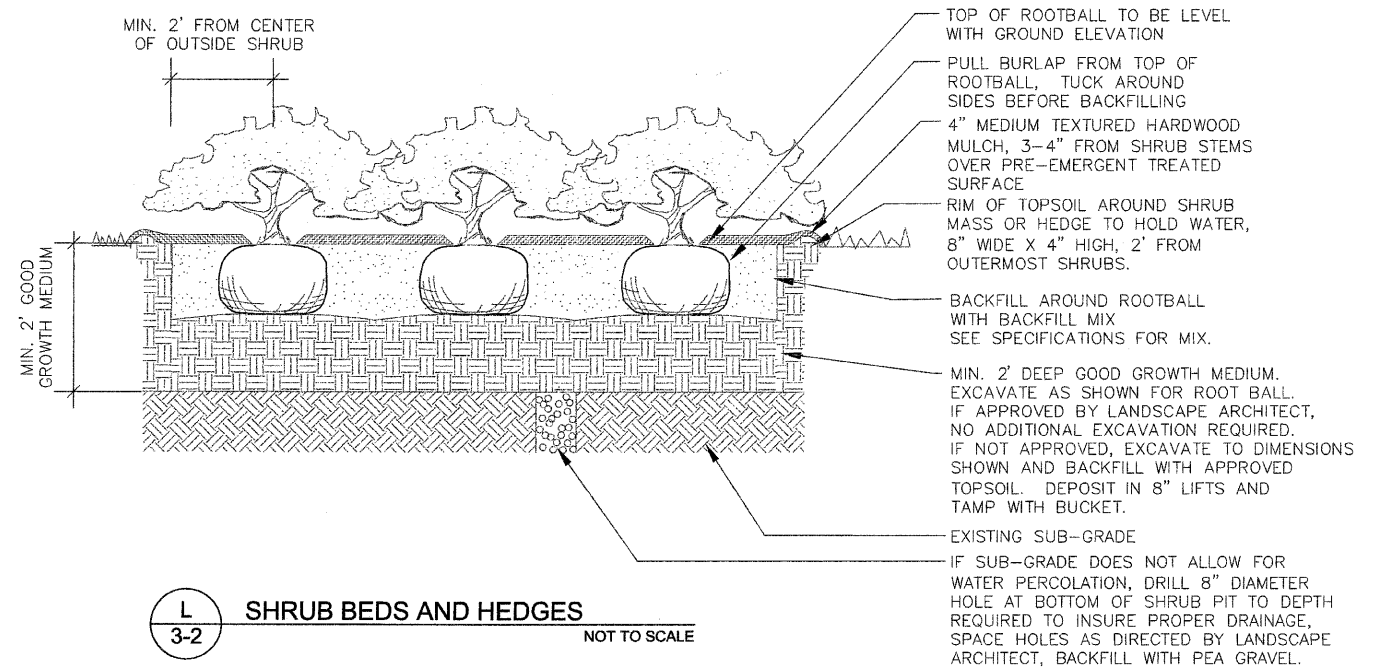 MIN. 2' FROM CENTER
OF OUTSIDE SHRUB
TOP OF ROOTBALL TO BE LEVEL
WITH GROUND ELEVATION
PULL BURLAP FROM TOP OF
ROOTBALL, TUCK AROUND
SIDES BEFORE BACKFILLING
4" MEDIUM TEXTURED HARDWOOD
MULCH, 3-4" FROM SHRUB STEMS
OVER PRE-EMERGENT TREATED
SURFACE
RIM OF TOPSOIL AROUND SHRUB
MASS OR HEDGE TO HOLD WATER,
8" WIDE X 4" HIGH, 2' FROM
OUTERMOST SHRUBS.
MIN. 2' GOOD
GROWTH MEDIUM
BACKFILL AROUND ROOTBALL
WITH BACKFILL MIX
SEE SPECIFICATIONS FOR MIX.
MIN. 2' DEEP GOOD GROWTH MEDIUM.
EXCAVATE AS SHOWN FOR ROOT BALL.
IF APPROVED BY LANDSCAPE ARCHITECT,
NO ADDITIONAL EXCAVATION REQUIRED.
IF NOT APPROVED, EXCAVATE TO DIMENSIONS
SHOWN AND BACKFILL WITH APPROVED
TOPSOIL. DEPOSIT IN 8" LIFTS AND
TAMP WITH BUCKET.
EXISTING SUB-GRADE
IF SUB-GRADE DOES NOT ALLOW FOR
WATER PERCOLATION, DRILL 8" DIAMETER
HOLE AT BOTTOM OF SHRUB PIT TO DEPTH
REQUIRED TO INSURE PROPER DRAINAGE,
SPACE HOLES AS DIRECTED BY LANDSCAPE
ARCHITECT, BACKFILL WITH PEA GRAVEL.
L
3-2
SHRUB BEDS AND HEDGES
NOT TO SCALE